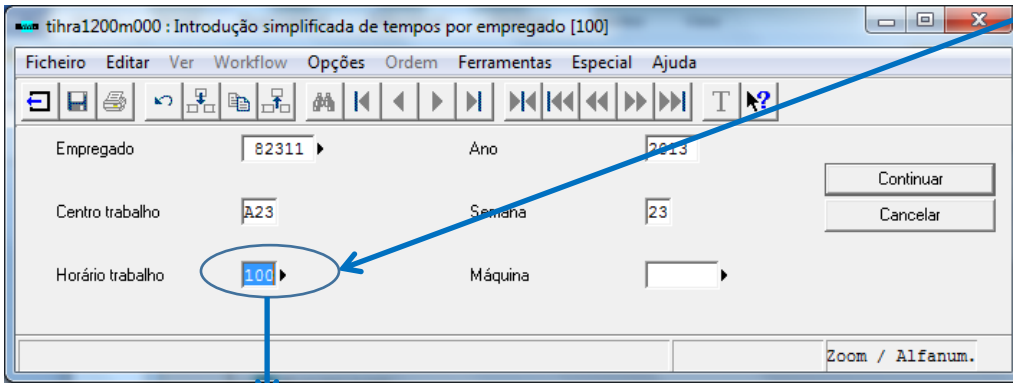 tihra1200m000 : Introdução simplificada de tempos por empregado [100]
Ficheiro Editar Ver Workflow Opções Ordem Ferramentas Especial Ajuda
T ?
Empregado 82311 Ano 2013
Continuar
Centro trabalho A23 Semana 23
Cancelar
Horário trabalho 100 Máquina
Zoom / Alfanum.